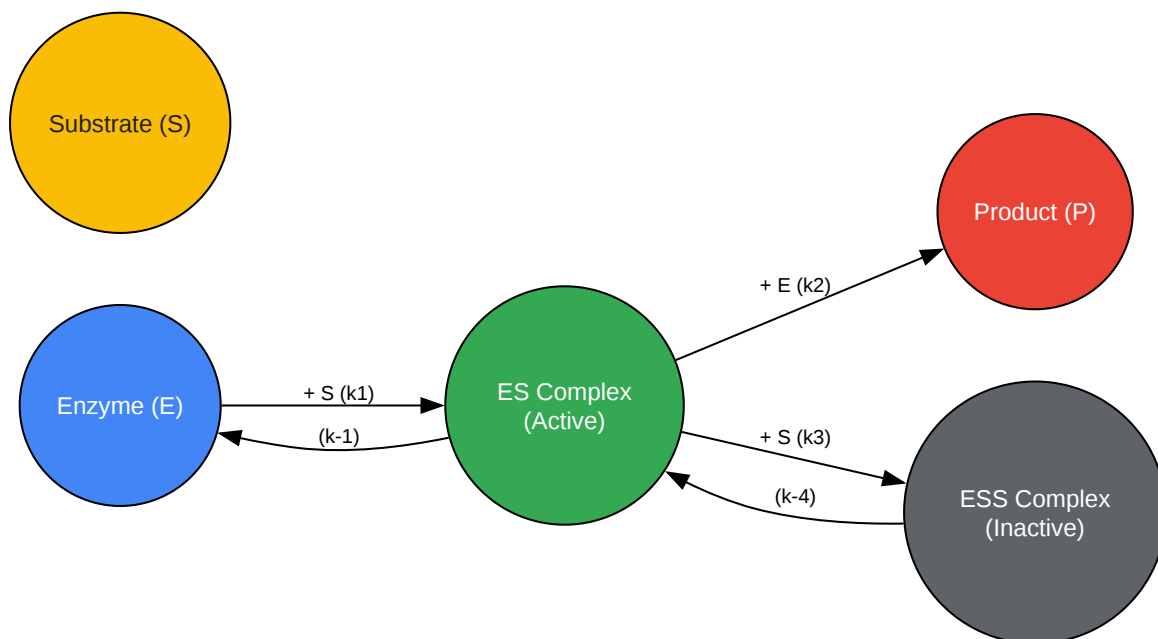 Substrate (S)
Product (P)
+ E (k2)
Enzyme (E)
+ S (k1)
(k-1)
ES Complex
(Active)
+ S (k3)
(k-4)
ESS Complex
(Inactive)